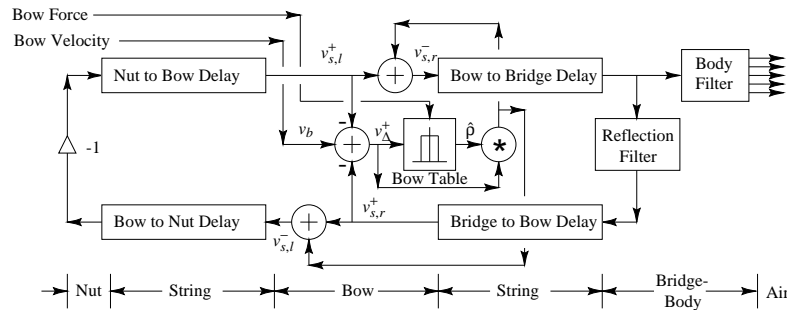 Bow Force
Bow Velocity
v⁺s,l
v⁻s,r
Nut to Bow Delay
Bow to Bridge Delay
Body
Filter
-
v_b
v⁺Δ
ρ̂
*
Reflection
Filter
-1
-
Bow Table
v⁺s,r
Bow to Nut Delay
Bridge to Bow Delay
v⁻s,l
Nut
String
Bow
String
Bridge-
Body
Air